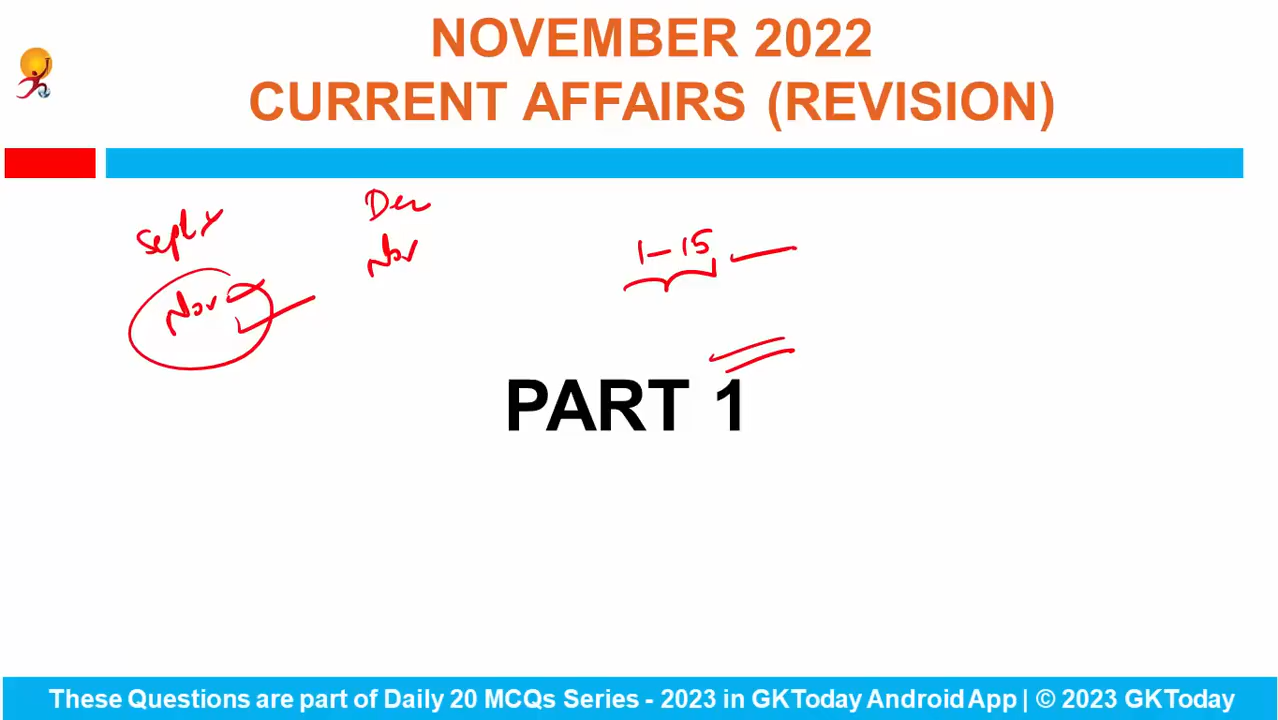 NOVEMBER 2022
CURRENT AFFAIRS (REVISION)
Sept
Dec
Nov
Nov
1-15
PART 1
These Questions are part of Daily 20 MCQs Series - 2023 in GKToday Android App | © 2023 GKToday